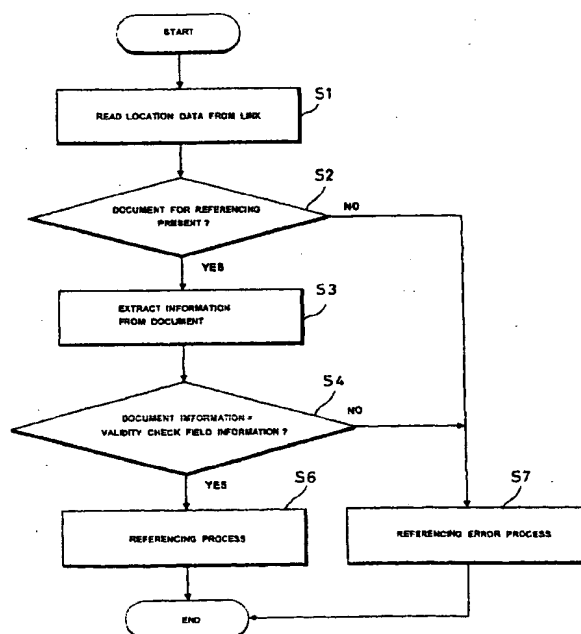 START
S1
READ LOCATION DATA FROM LINK
S2
DOCUMENT FOR REFERENCING
PRESENT ?
NO
YES
S3
EXTRACT INFORMATION
FROM DOCUMENT
S4
DOCUMENT INFORMATION =
VALIDITY CHECK FIELD INFORMATION ?
NO
YES
S6
REFERENCING PROCESS
S7
REFERENCING ERROR PROCESS
END